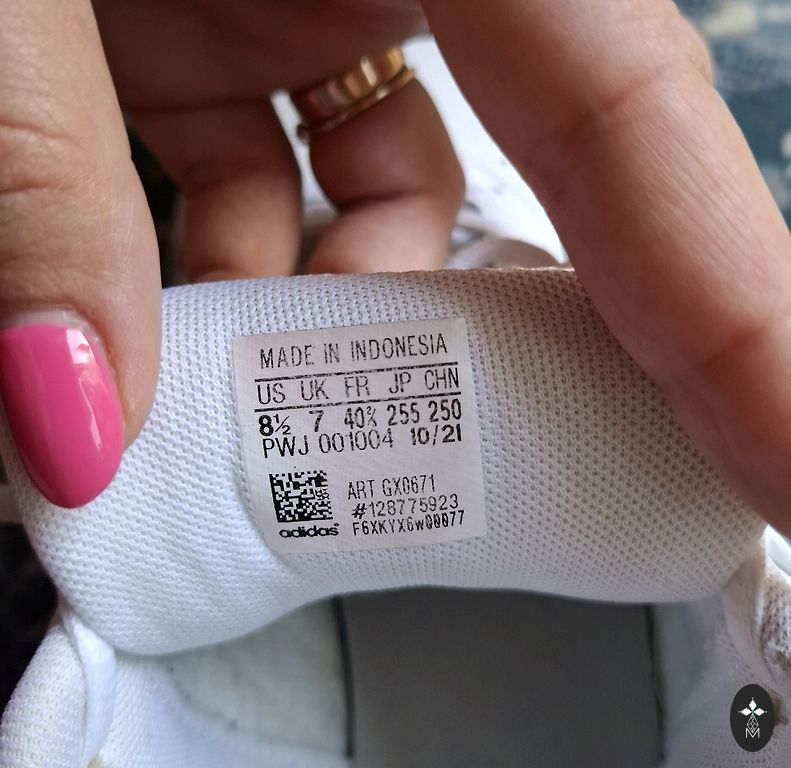 MADE IN INDONESIA
US UK FR JP CHN
8½ 7 40⅔ 255 250
PWJ 001004 10/21
ART GX0671
#128775923
F6XKYX6w00077
adidas®
M